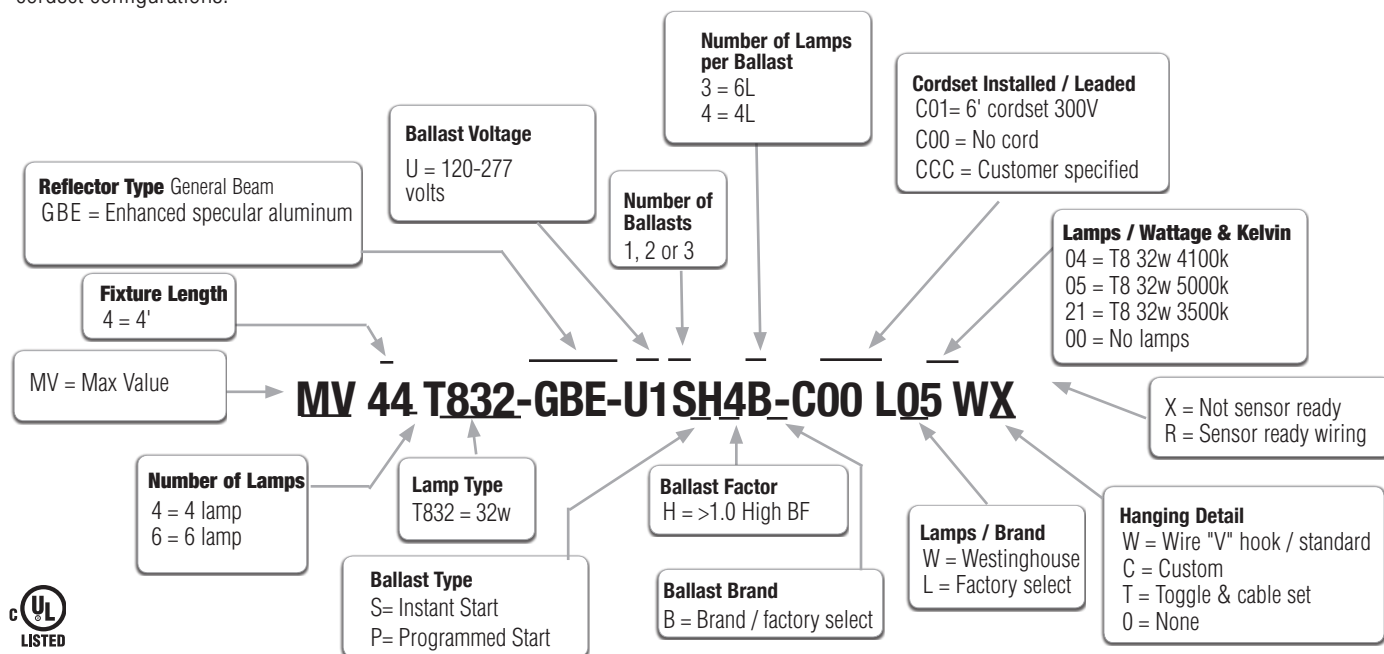 cordset configurations.
Number of Lamps
per Ballast
3 = 6L
4 = 4L
Cordset Installed / Leaded
C01= 6' cordset 300V
C00 = No cord
CCC = Customer specified
Ballast Voltage
U = 120-277
volts
Reflector Type General Beam
GBE = Enhanced specular aluminum
Number of
Ballasts
1, 2 or 3
Lamps / Wattage & Kelvin
04 = T8 32w 4100k
05 = T8 32w 5000k
21 = T8 32w 3500k
00 = No lamps
Fixture Length
4 = 4'
MV = Max Value
MV 44 T832-GBE-U1SH4B-C00 L05 WX
X = Not sensor ready
R = Sensor ready wiring
Number of Lamps
4 = 4 lamp
6 = 6 lamp
Lamp Type
T832 = 32w
Ballast Factor
H = >1.0 High BF
Lamps / Brand
W = Westinghouse
L = Factory select
Hanging Detail
W = Wire "V" hook / standard
C = Custom
T = Toggle & cable set
0 = None
Ballast Type
S= Instant Start
P= Programmed Start
Ballast Brand
B = Brand / factory select
c UL
LISTED